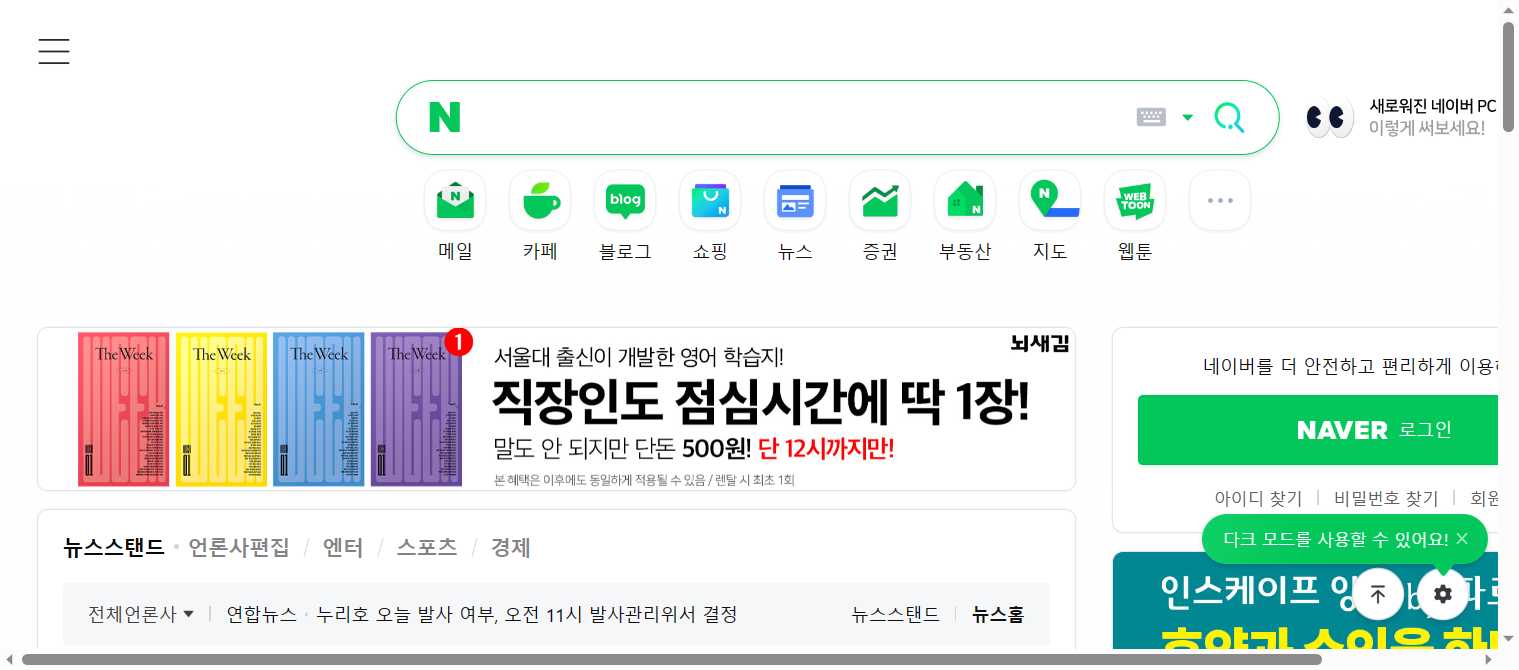 N
새로워진 네이버 PC
이렇게 써보세요!
N
blog
N
N
N
WEB
TOON
메일
카페
블로그
쇼핑
뉴스
증권
부동산
지도
웹툰
The Week
The Week
The Week
The Week
1
뇌새김
서울대 출신이 개발한 영어 학습지!
직장인도 점심시간에 딱 1장!
말도 안 되지만 단돈 500원! 단 12시까지만!
본 혜택은 이후에도 동일하게 적용될 수 있음 / 렌탈 시 최초 1회
네이버를 더 안전하고 편리하게
NAVER 로그인
아이디 찾기 | 비밀번호 찾기 | 회원
다크 모드를 사용할 수 있어요! ×
뉴스스탠드 · 언론사편집 / 엔터 / 스포츠 / 경제
전체언론사 | 연합뉴스 · 누리호 오늘 발사 여부, 오전 11시 발사관리위서 결정
뉴스스탠드 | 뉴스홈
인스케이프